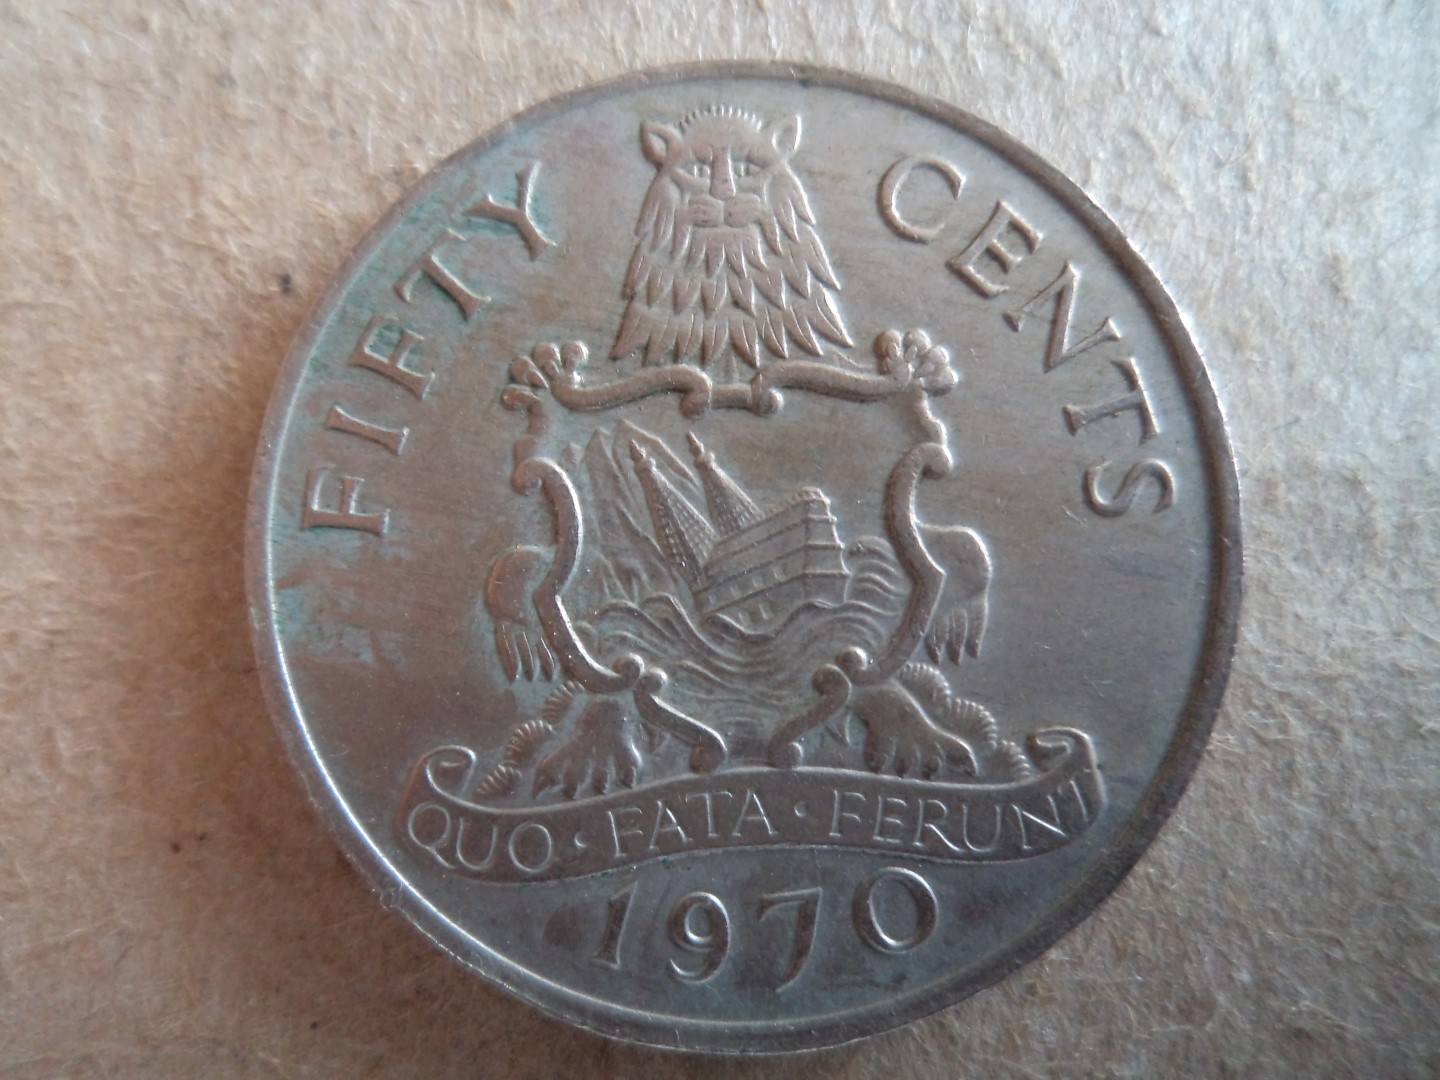 FIFTY CENTS
QUO · FATA · FERUNT
1970